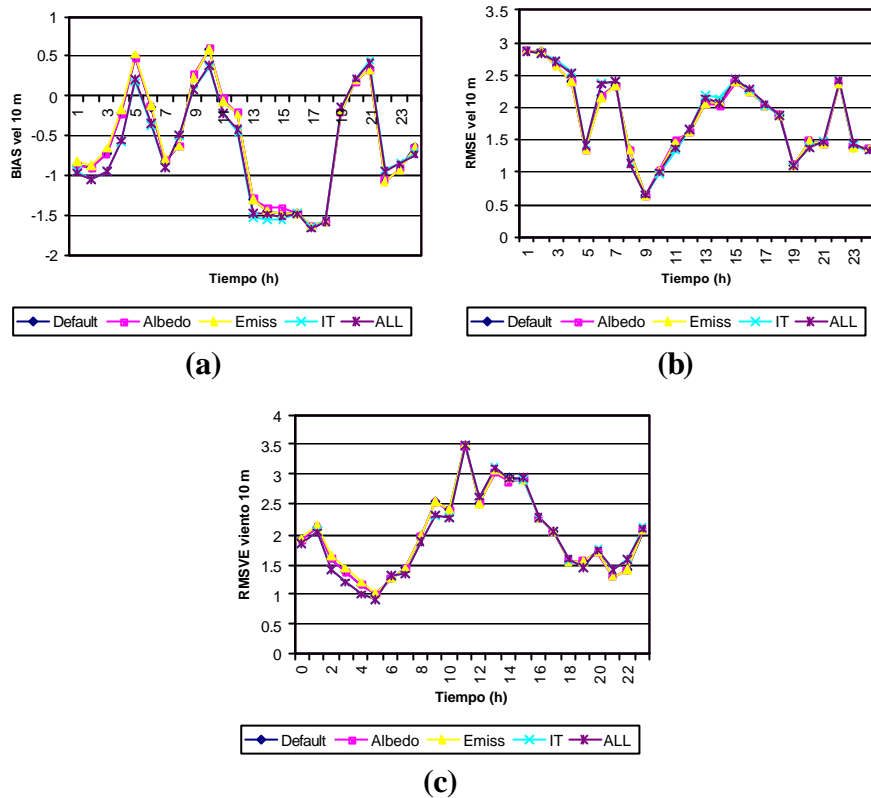 BIAS vel 10 m
1
0.5
0
-0.5
-1
-1.5
-2
1 3 5 7 9 11 13 15 17 19 21 23
Tiempo (h)
Default Albedo Emiss IT ALL
(a)
RMSE vel 10 m
3.5
3
2.5
2
1.5
1
0.5
0
1 3 5 7 9 11 13 15 17 19 21 23
Tiempo (h)
Default Albedo Emiss IT ALL
(b)
RMSVE viento 10 m
4
3.5
3
2.5
2
1.5
1
0.5
0
0 2 4 6 8 10 12 14 16 18 20 22
Tiempo (h)
Default Albedo Emiss IT ALL
(c)